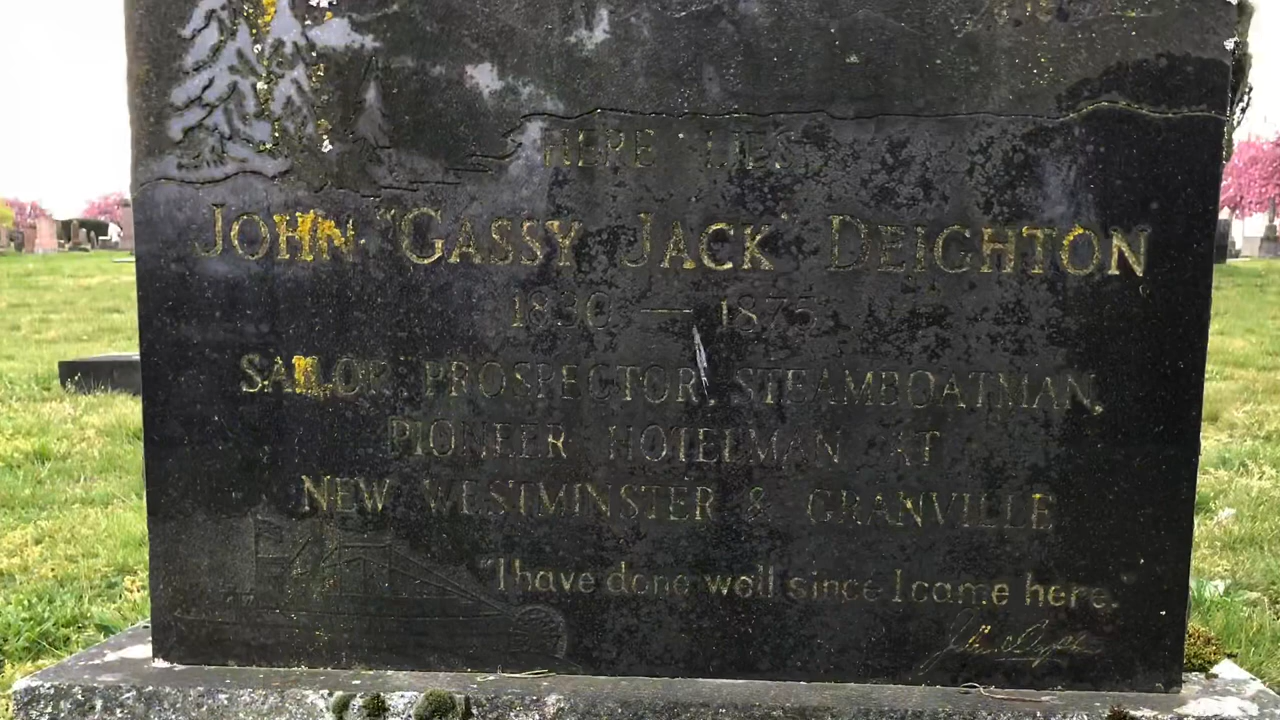 HERE LIES
JOHN "GASSY JACK" DEIGHTON
1830 — 1875
SAILOR, PROSPECTOR, STEAMBOATMAN,
PIONEER HOTELMAN AT
NEW WESTMINSTER & GRANVILLE
"I have done well since I came here."